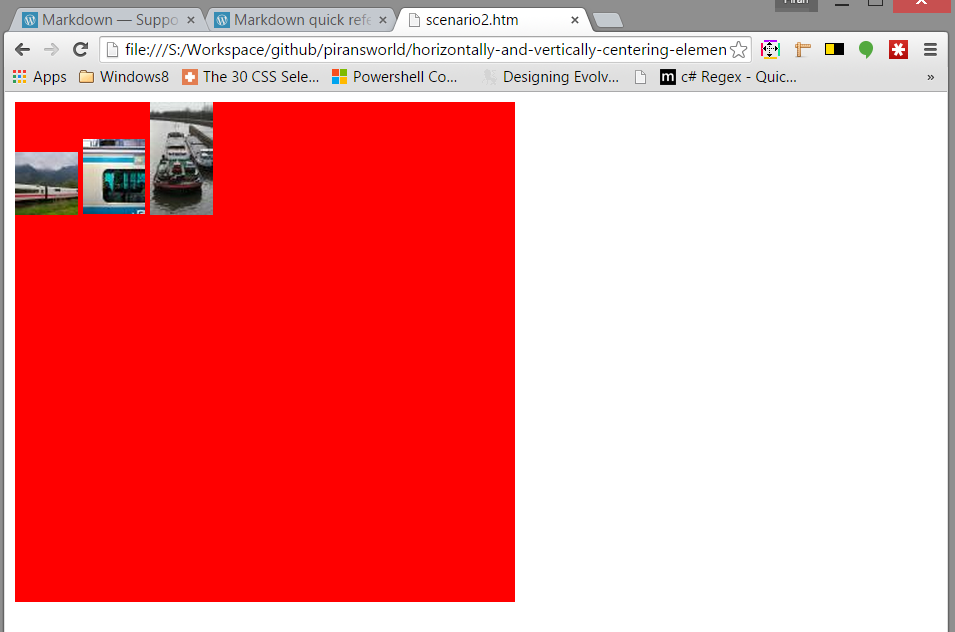 Piran
Markdown — Suppo
Markdown quick refe
scenario2.htm
file:///S:/Workspace/github/piransworld/horizontally-and-vertically-centering-elemen
Apps
Windows8
The 30 CSS Sele...
Powershell Co...
Designing Evolv...
m
c# Regex - Quic...
»